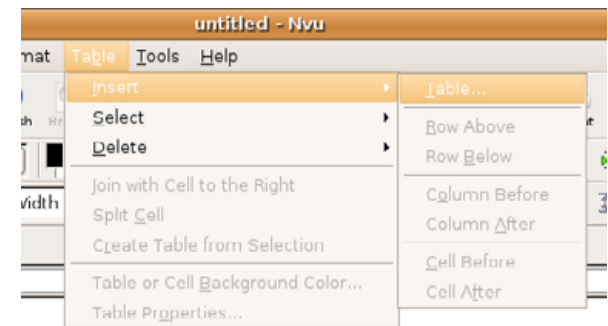 untitled - Nvu
mat Table Tools Help
Insert
Select
Delete
Join with Cell to the Right
Split Cell
Create Table from Selection
Table or Cell Background Color...
Table Properties...
Table...
Row Above
Row Below
Column Before
Column After
Cell Before
Cell After
Width